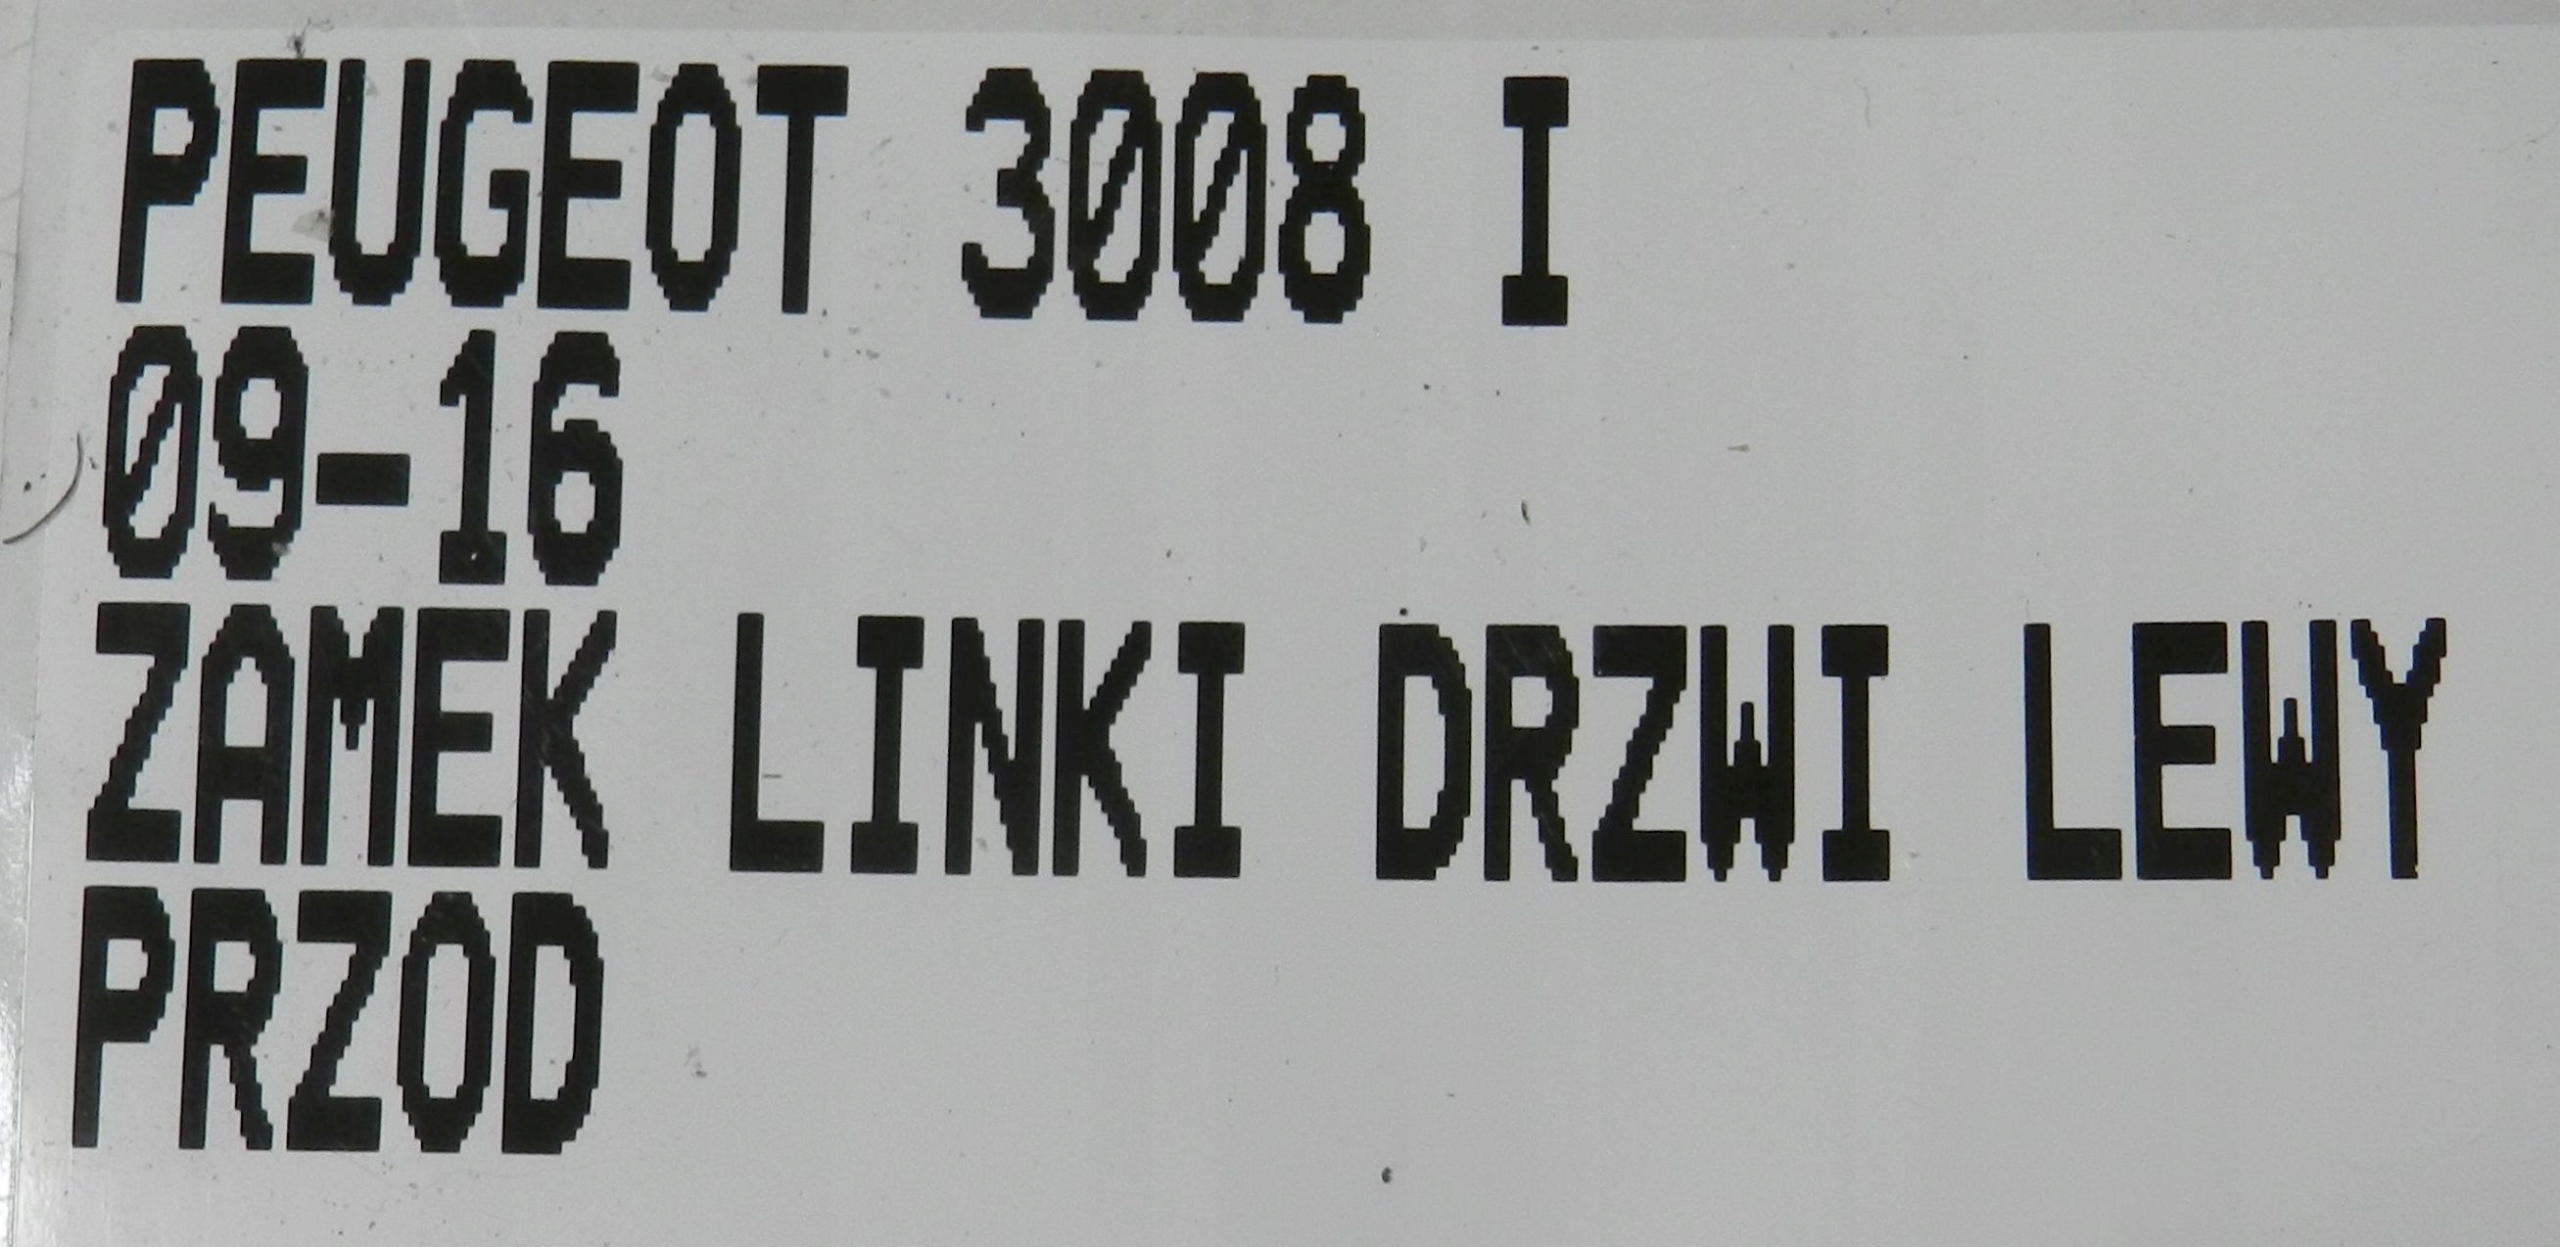 PEUGEOT 3008 I
09-16
ZAMEK LINKI DRZWI LEWY
PRZOD